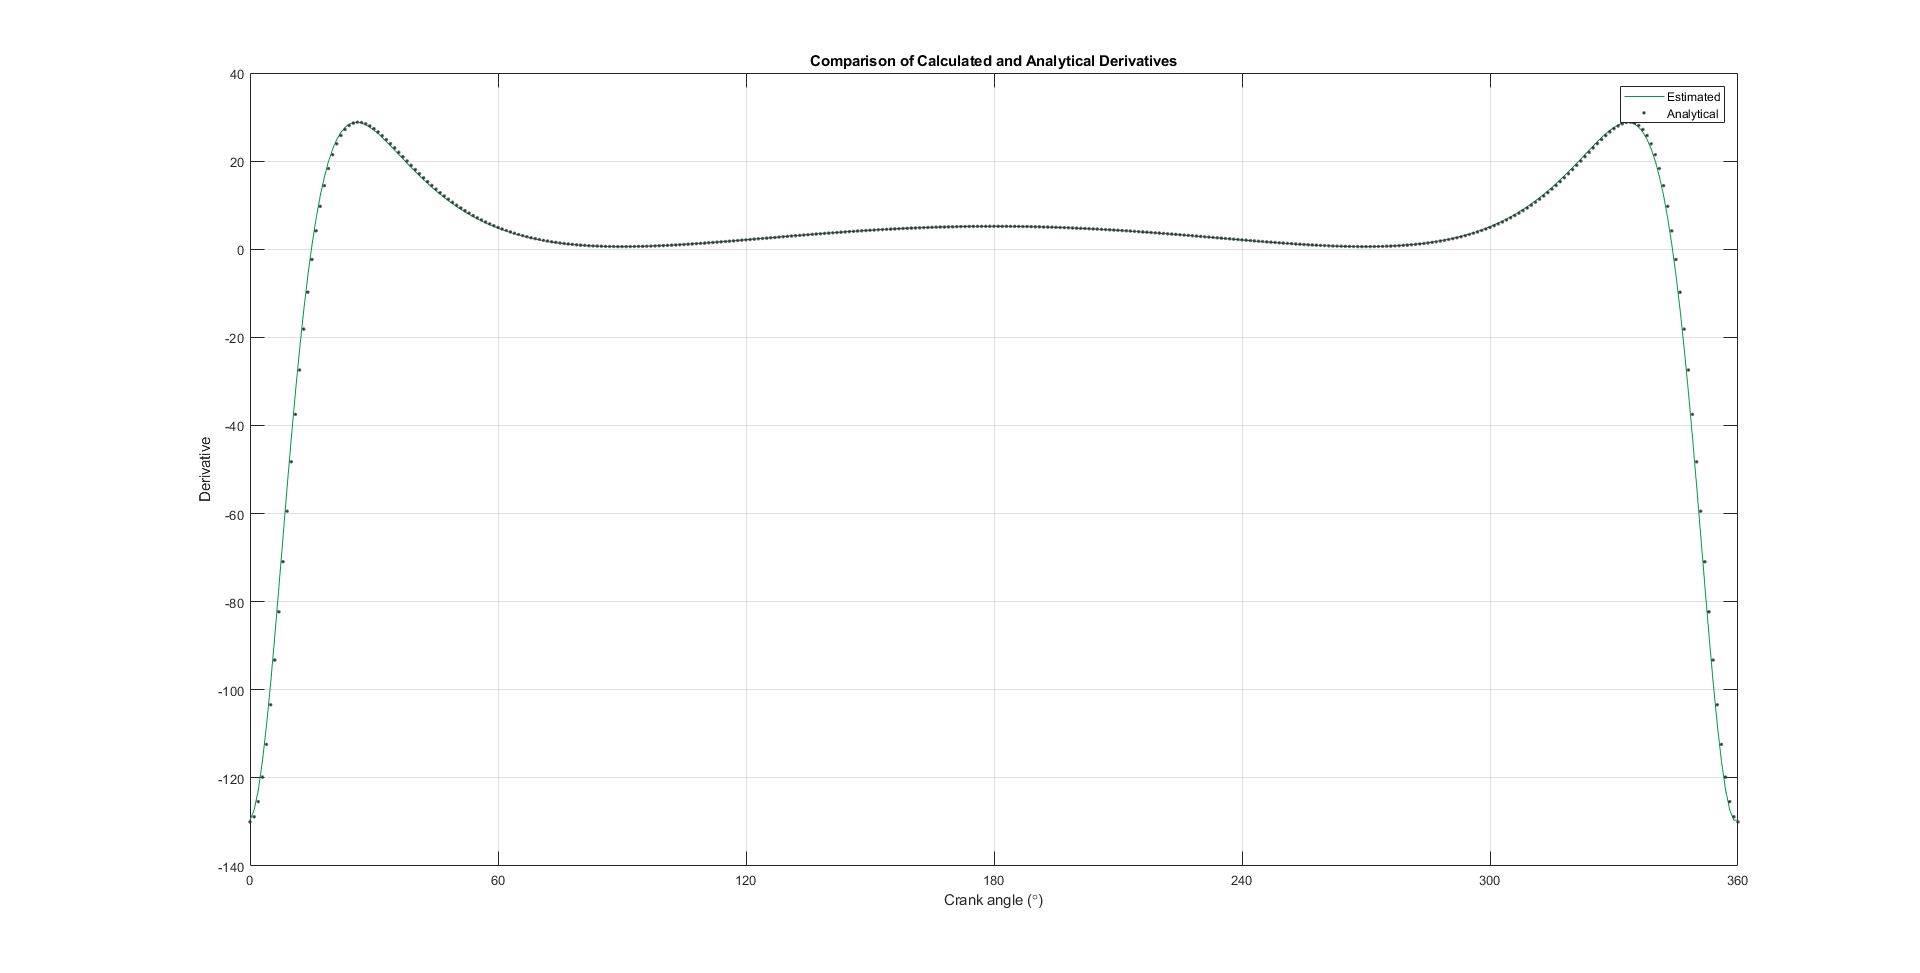 Comparison of Calculated and Analytical Derivatives
Estimated
Analytical
40
20
0
-20
-40
-60
-80
-100
-120
-140
Derivative
0 60 120 180 240 300 360
Crank angle (°)